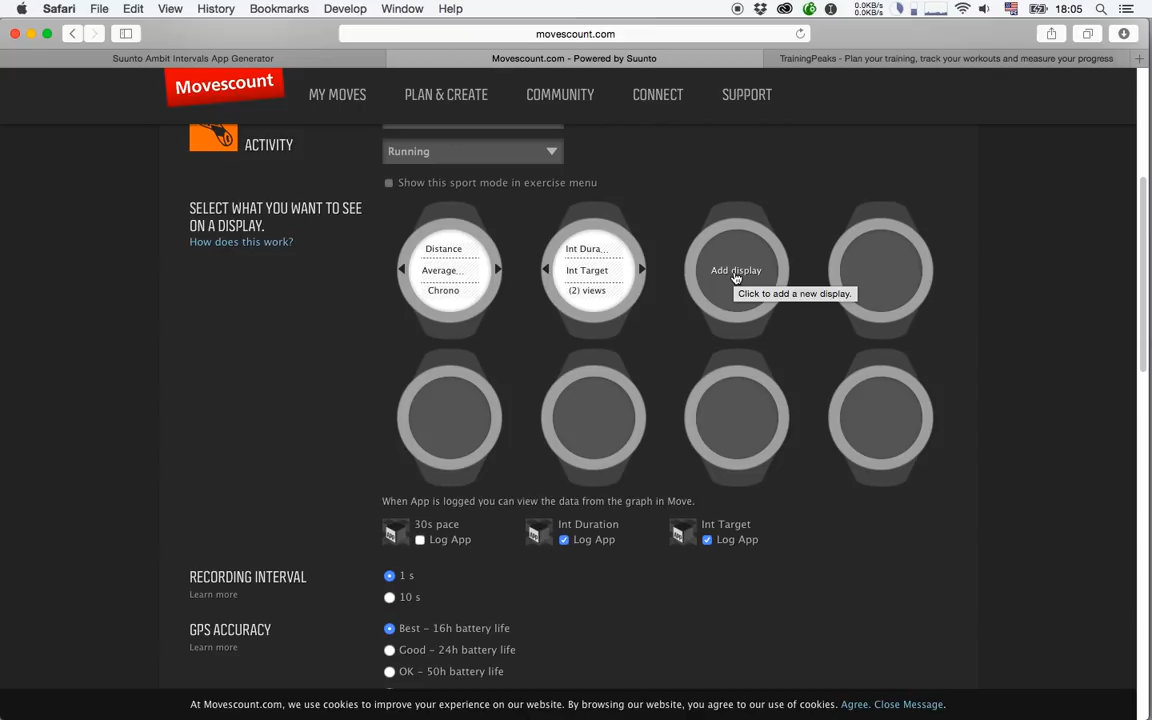 Safari File Edit View History Bookmarks Develop Window Help
0.0KB/s
0.0KB/s
18:05
movescount.com
Suunto Ambit Intervals App Generator
Movescount.com - Powered by Suunto
TrainingPeaks - Plan your training, track your workouts and measure your progress
Movescount
MY MOVES PLAN & CREATE COMMUNITY CONNECT SUPPORT
ACTIVITY
Running
Show this sport mode in exercise menu
SELECT WHAT YOU WANT TO SEE
ON A DISPLAY.
How does this work?
Distance
Average...
Chrono
Int Dura...
Int Target
(2) views
Add display
Click to add a new display.
When App is logged you can view the data from the graph in Move.
30s pace
Log App
Int Duration
Log App
Int Target
Log App
RECORDING INTERVAL
Learn more
1 s
10 s
GPS ACCURACY
Learn more
Best - 16h battery life
Good - 24h battery life
OK - 50h battery life
At Movescount.com, we use cookies to improve your experience on our website. By browsing our website, you agree to our use of cookies. Agree. Close Message.